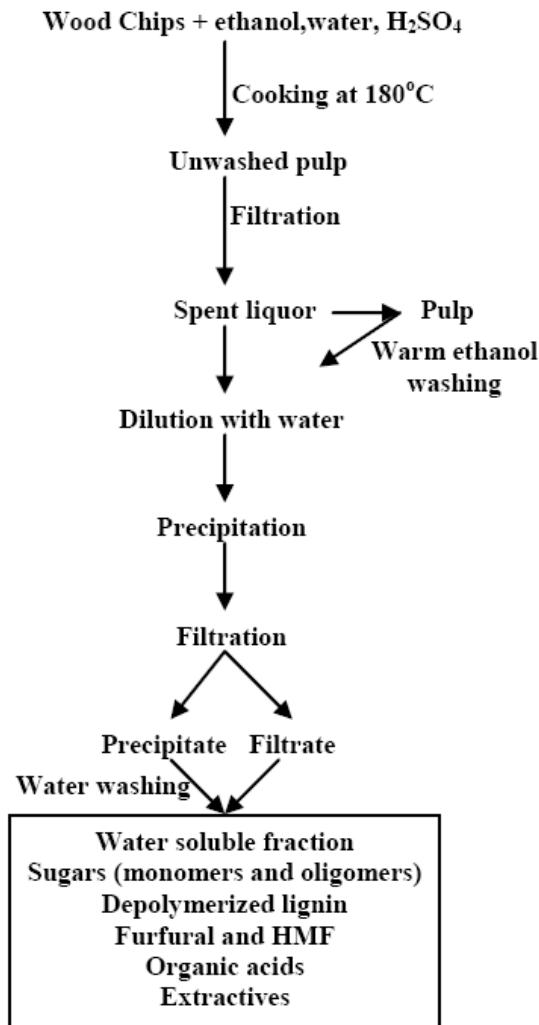 Wood Chips + ethanol,water, H₂SO₄
Cooking at 180°C
Unwashed pulp
Filtration
Spent liquor
Pulp
Warm ethanol
washing
Dilution with water
Precipitation
Filtration
Precipitate
Filtrate
Water washing
Water soluble fraction
Sugars (monomers and oligomers)
Depolymerized lignin
Furfural and HMF
Organic acids
Extractives